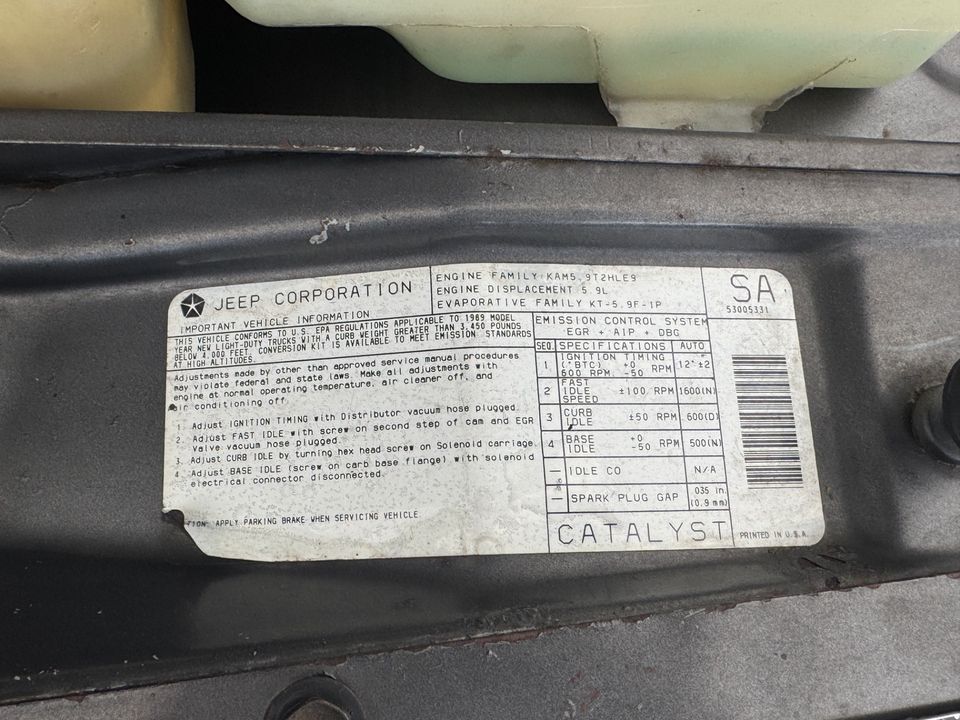 JEEP CORPORATION
ENGINE FAMILY KAM5.9T2HLE9
ENGINE DISPLACEMENT 5.9L
EVAPORATIVE FAMILY KT-5.9F-1P
SA
53005331
IMPORTANT VEHICLE INFORMATION
THIS VEHICLE CONFORMS TO U.S. EPA REGULATIONS APPLICABLE TO 1989 MODEL
YEAR NEW LIGHT-DUTY TRUCKS WITH A CURB WEIGHT GREATER THAN 3,450 POUNDS
BELOW 4,000 FEET. CONVERSION KIT IS AVAILABLE TO MEET EMISSION STANDARDS
AT HIGH ALTITUDES.
Adjustments made by other than approved service manual procedures
may violate federal and state laws. Make all adjustments with
engine at normal operating temperature, air cleaner off, and
air conditioning off.
1. Adjust IGNITION TIMING with Distributor vacuum hose plugged.
2. Adjust FAST IDLE with screw on second step of cam and EGR
Valve vacuum hose plugged.
3. Adjust CURB IDLE by turning hex head screw on Solenoid carriage.
4. Adjust BASE IDLE (screw on carb base flange) with solenoid
electrical connector disconnected.
TION: APPLY PARKING BRAKE WHEN SERVICING VEHICLE
EMISSION CONTROL SYSTEM
EGR + AIP + DBG
SEQ. SPECIFICATIONS AUTO
1 IGNITION TIMING (°BTC) +0 600 RPM. -50 RPM 12°±2
2 FAST IDLE SPEED ±100 RPM 1600(N)
3 CURB IDLE ±50 RPM 600(D)
4 BASE IDLE +0 -50 RPM 500(N)
— IDLE CO N/A
— SPARK PLUG GAP .035 in. (0.9 mm)
CATALYST
PRINTED IN U.S.A.